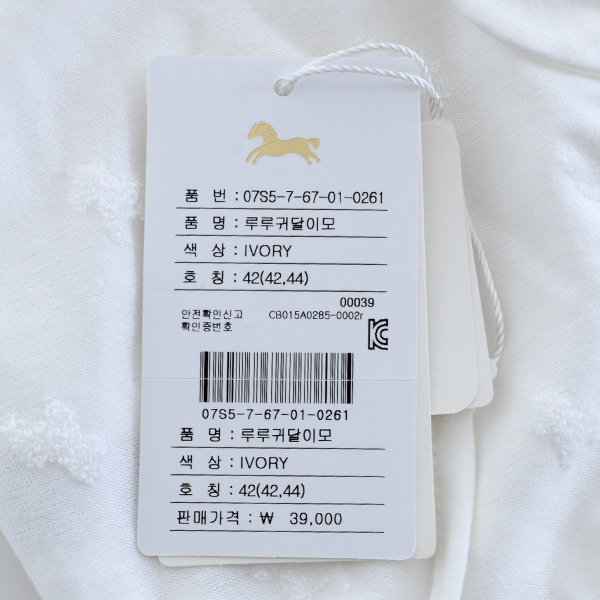 품 번 : 07S5-7-67-01-0261
품 명 : 루루귀달이모
색 상 : IVORY
호 칭 : 42(42,44)
00039
안전확인신고 CB015A0285-0002r
확인증번호
07S5-7-67-01-0261
품 명 : 루루귀달이모
색 상 : IVORY
호 칭 : 42(42,44)
판매가격 : ₩ 39,000